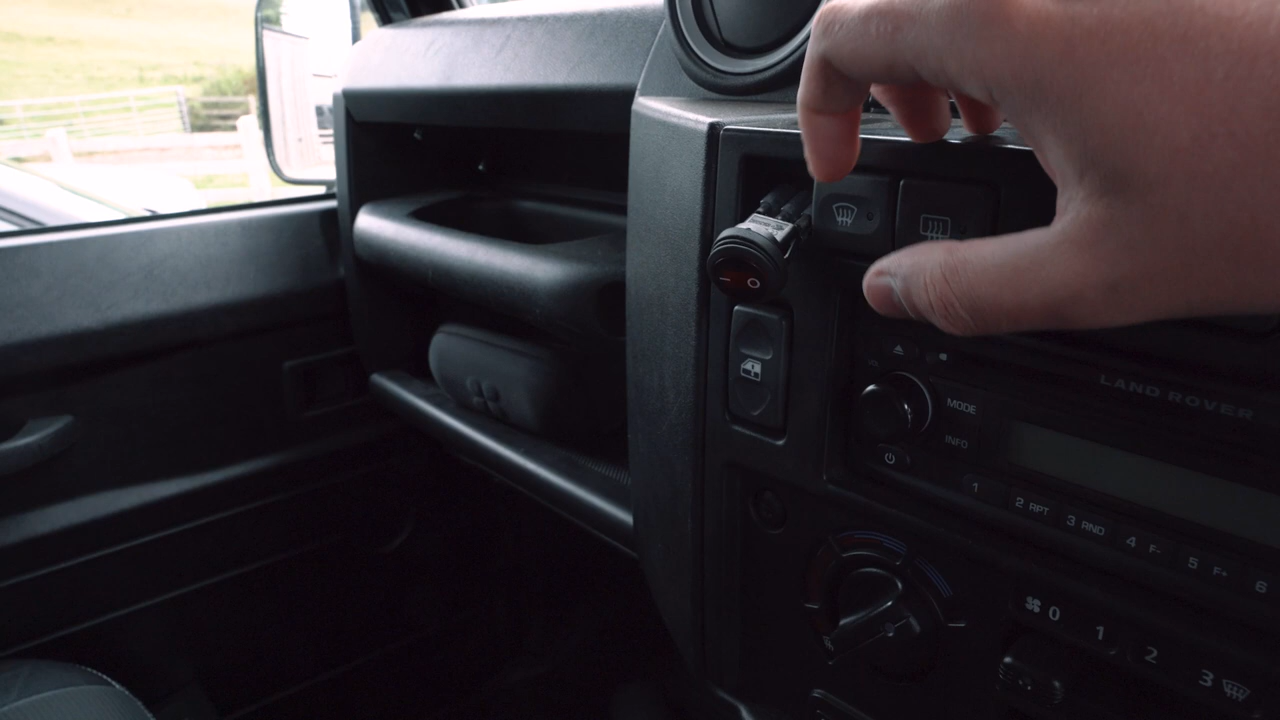 – O
LAND ROVER
MODE
INFO
1
2 RPT
3 RND
4 F-
5 F+
6
0
1
2
3